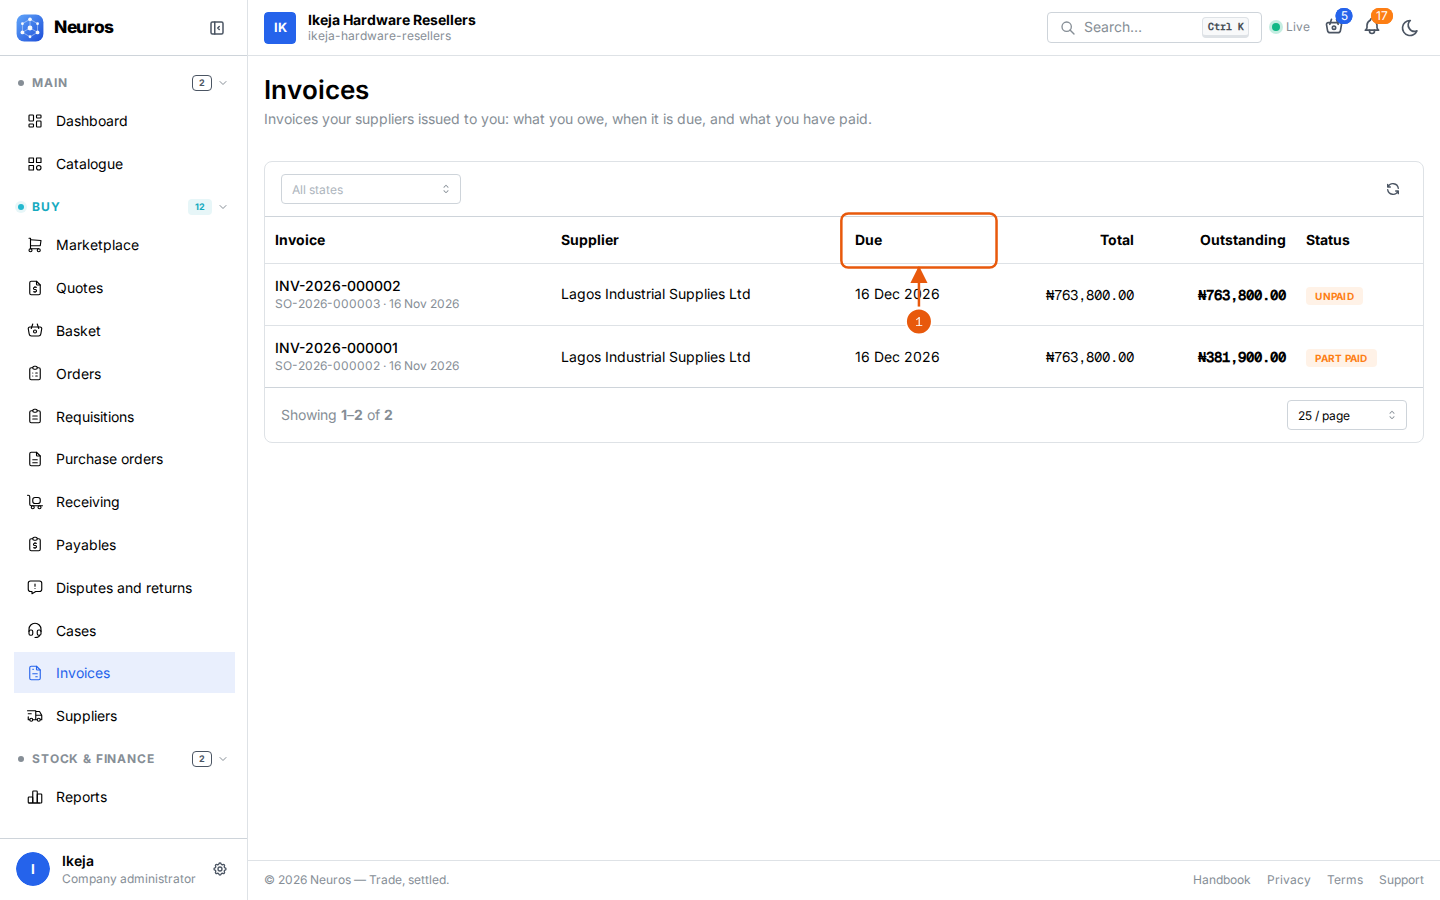 Neuros
IK
Ikeja Hardware Resellers
ikeja-hardware-resellers
Search...
Ctrl K
Live
5
17
MAIN
2
Dashboard
Catalogue
BUY
12
Marketplace
Quotes
Basket
Orders
Requisitions
Purchase orders
Receiving
Payables
Disputes and returns
Cases
Invoices
Suppliers
STOCK & FINANCE
2
Reports
I
Ikeja
Company administrator
Invoices
Invoices your suppliers issued to you: what you owe, when it is due, and what you have paid.
All states
Invoice Supplier Due Total Outstanding Status
INV-2026-000002
SO-2026-000003 · 16 Nov 2026
Lagos Industrial Supplies Ltd
16 Dec 2026
₦763,800.00
₦763,800.00
UNPAID
1
INV-2026-000001
SO-2026-000002 · 16 Nov 2026
Lagos Industrial Supplies Ltd
16 Dec 2026
₦763,800.00
₦381,900.00
PART PAID
Showing 1–2 of 2
25 / page
© 2026 Neuros — Trade, settled.
Handbook Privacy Terms Support